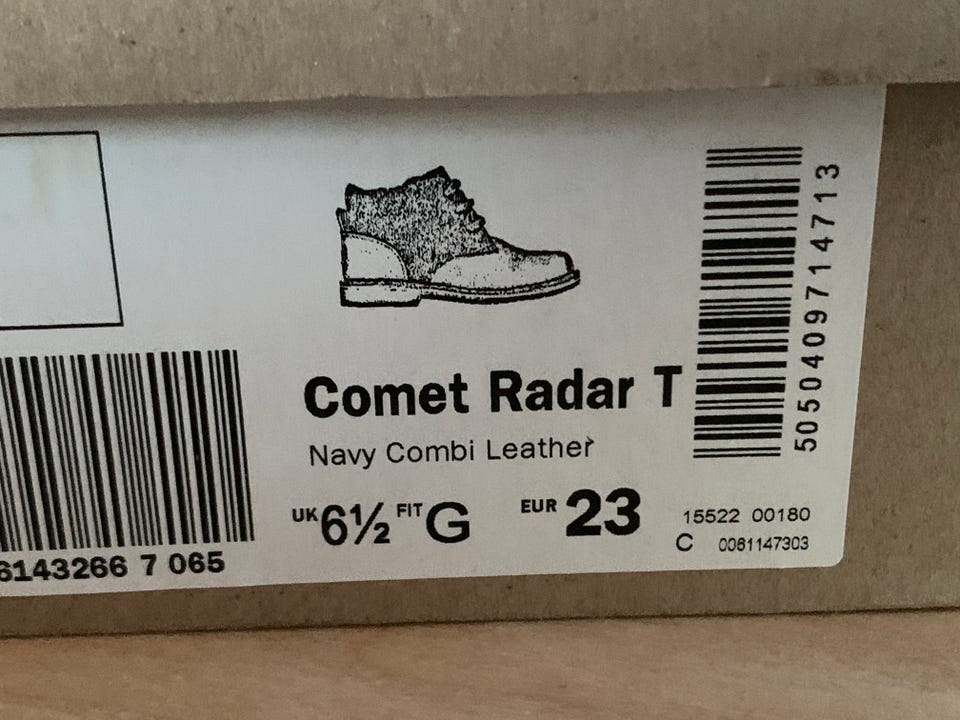 Comet Radar T
Navy Combi Leather
UK 6½ FIT G EUR 23
15522 00180
C 0061147303
5050409714713
6143266 7 065